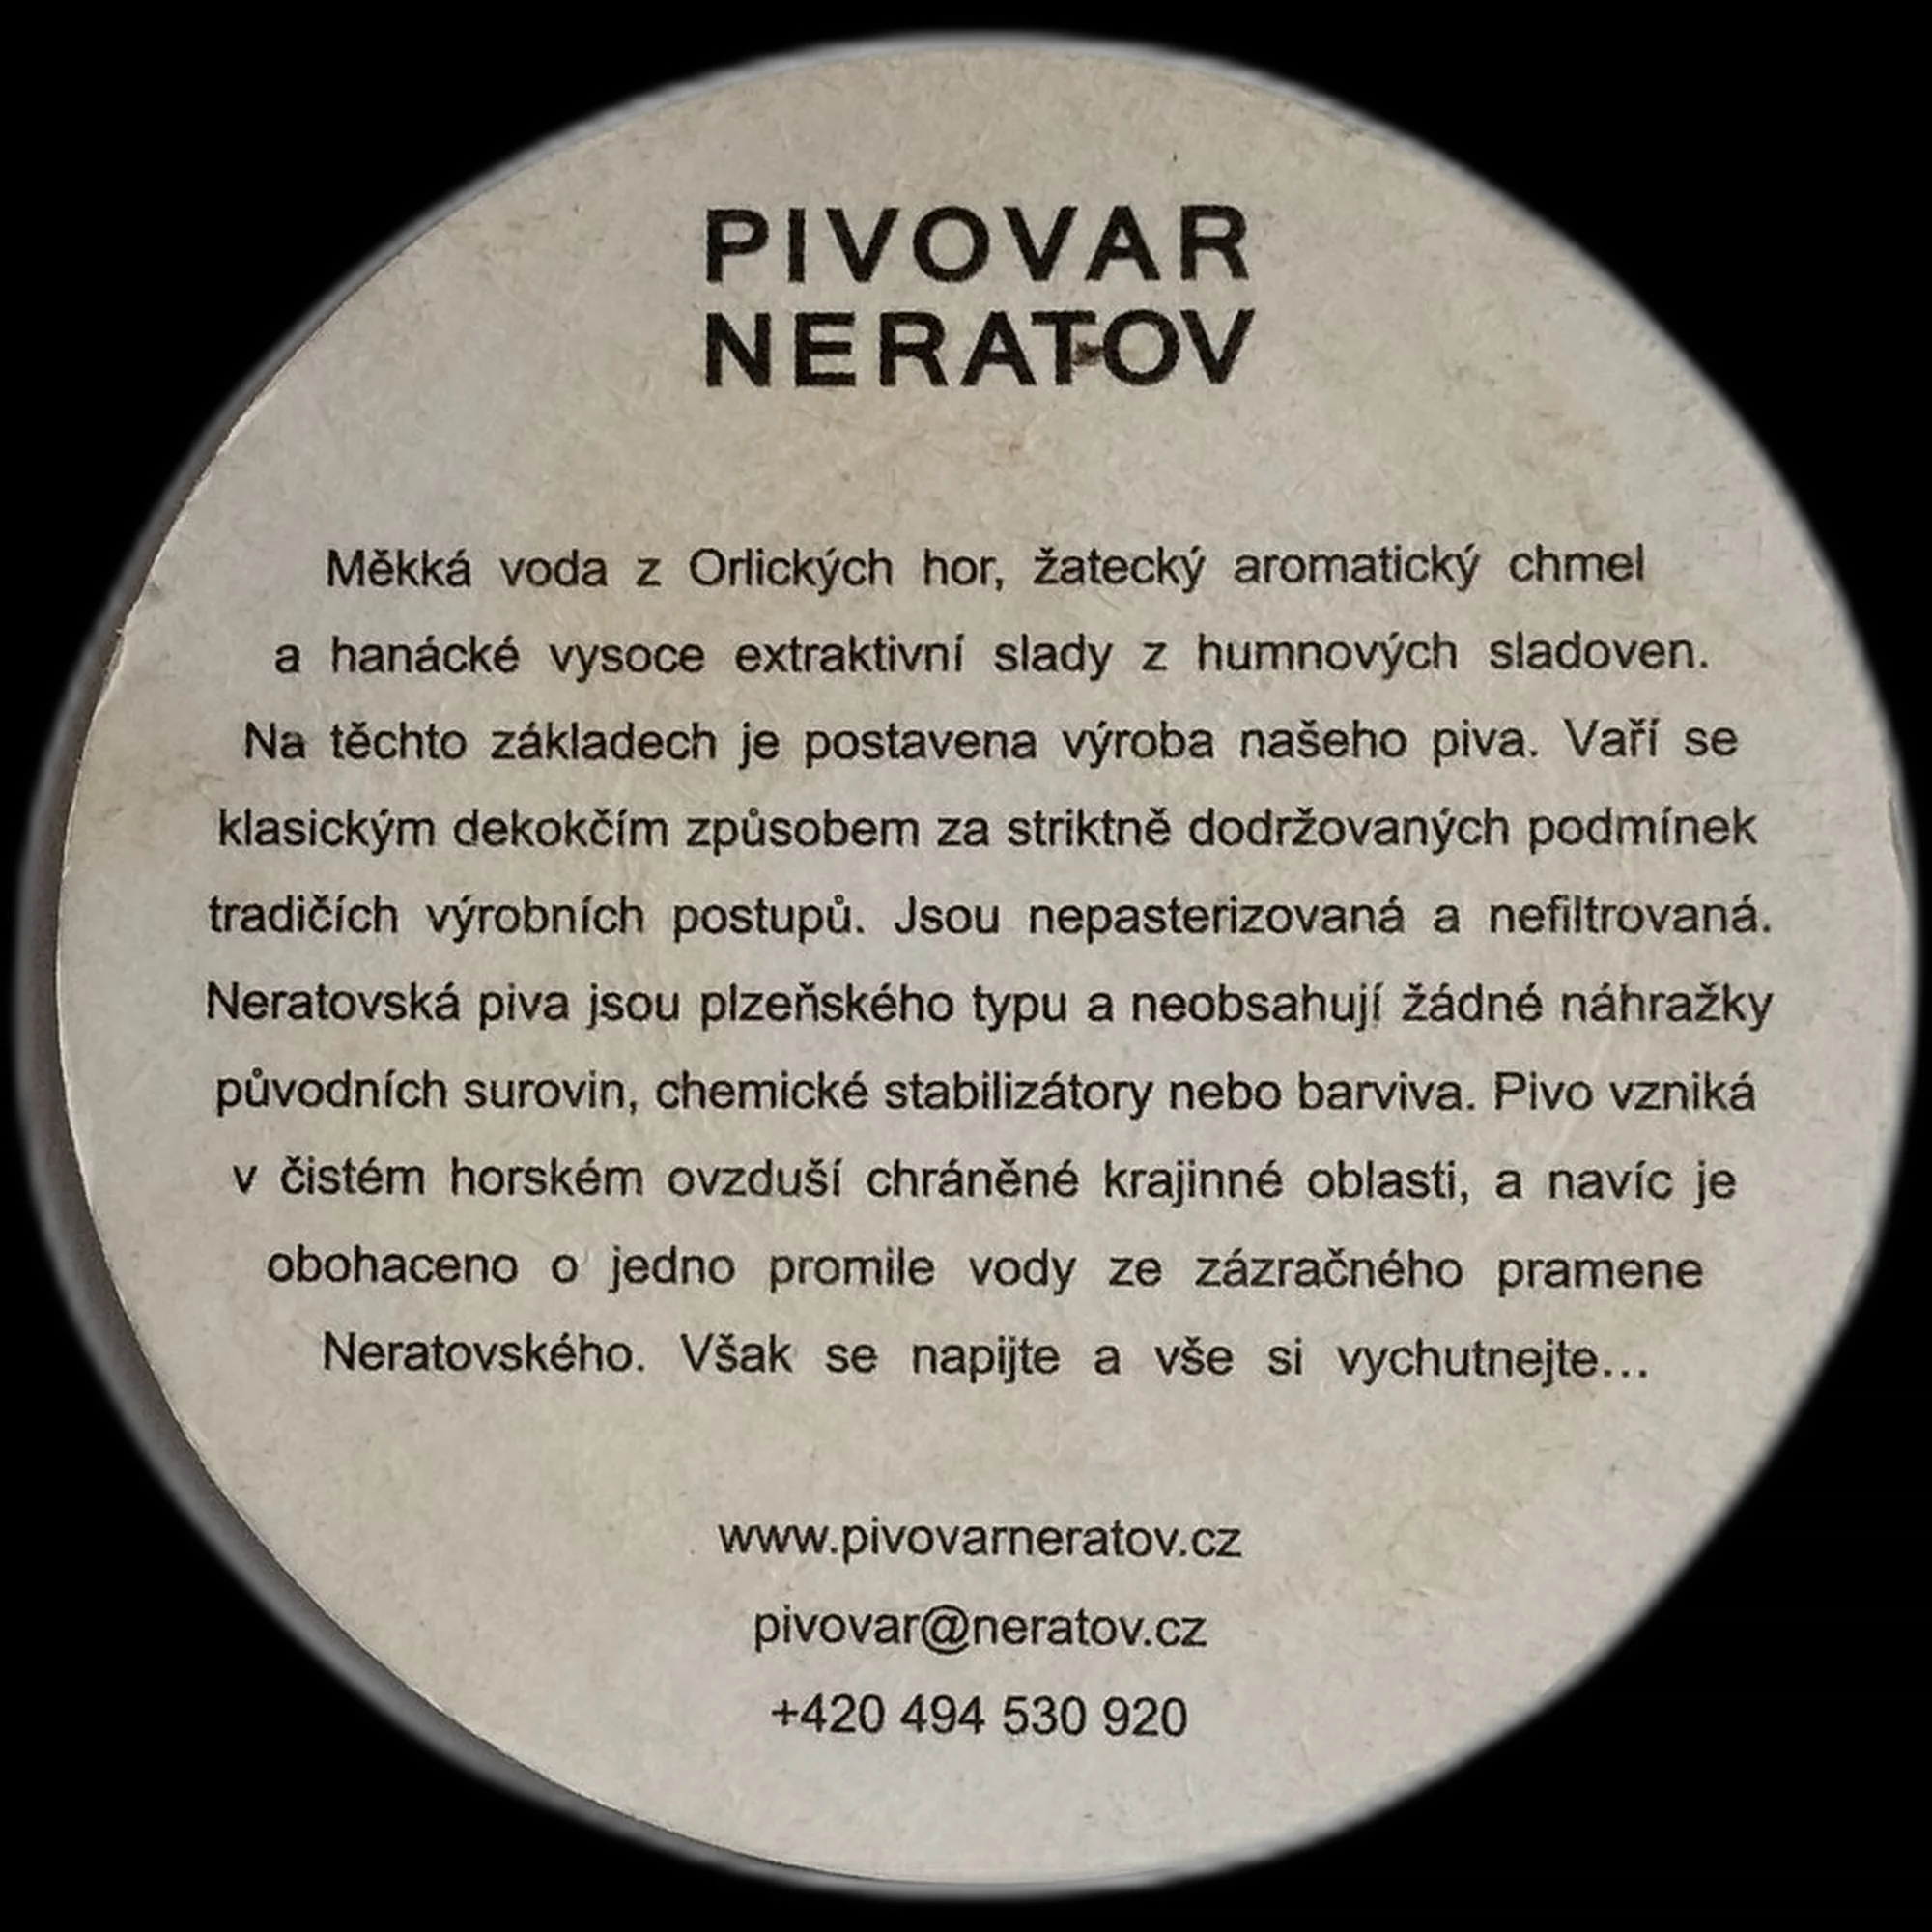 PIVOVAR
NERATOV
Měkká voda z Orlických hor, žatecký aromatický chmel
a hanácké vysoce extraktivní slady z humnových sladoven.
Na těchto základech je postavena výroba našeho piva. Vaří se
klasickým dekokčím způsobem za striktně dodržovaných podmínek
tradičích výrobních postupů. Jsou nepasterizovaná a nefiltrovaná.
Neratovská piva jsou plzeňského typu a neobsahují žádné náhražky
původních surovin, chemické stabilizátory nebo barviva. Pivo vzniká
v čistém horském ovzduší chráněné krajinné oblasti, a navíc je
obohaceno o jedno promile vody ze zázračného pramene
Neratovského. Však se napijte a vše si vychutnejte...
www.pivovarneratov.cz
pivovar@neratov.cz
+420 494 530 920